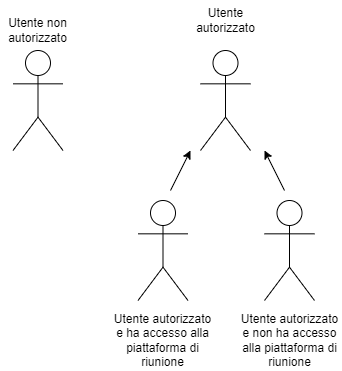 Utente non
autorizzato
Utente
autorizzato
Utente autorizzato
e ha accesso alla
piattaforma di
riunione
Utente autorizzato
e non ha accesso
alla piattaforma di
riunione